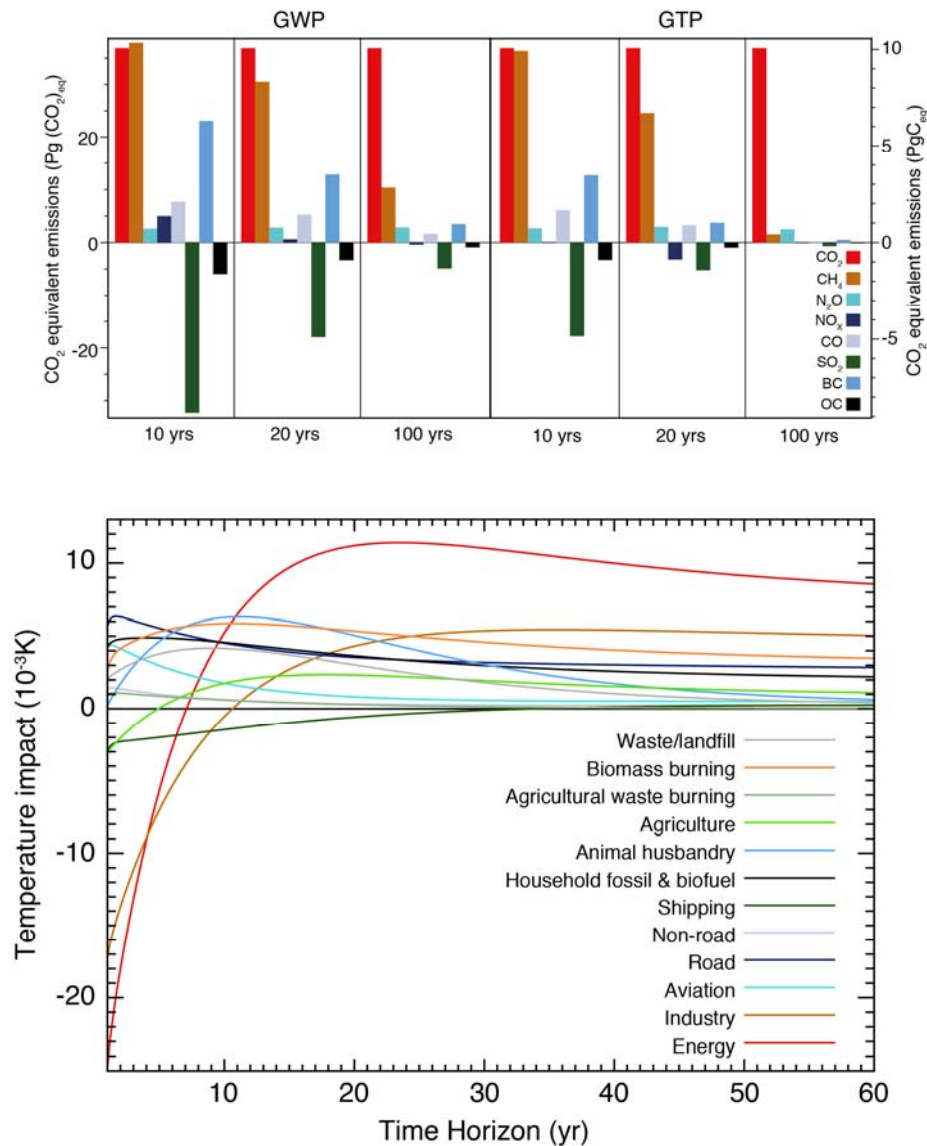 GWP GTP
CO₂ equivalent emissions (Pg (CO₂)eq)
20
0
-20
10
5
0
-5
CO₂ equivalent emissions (PgCeq)
CO₂
CH₄
N₂O
NOX
CO
SO₂
BC
OC
10 yrs 20 yrs 100 yrs 10 yrs 20 yrs 100 yrs
Temperature impact (10⁻³K)
10
0
-10
-20
Waste/landfill
Biomass burning
Agricultural waste burning
Agriculture
Animal husbandry
Household fossil & biofuel
Shipping
Non-road
Road
Aviation
Industry
Energy
10 20 30 40 50 60
Time Horizon (yr)